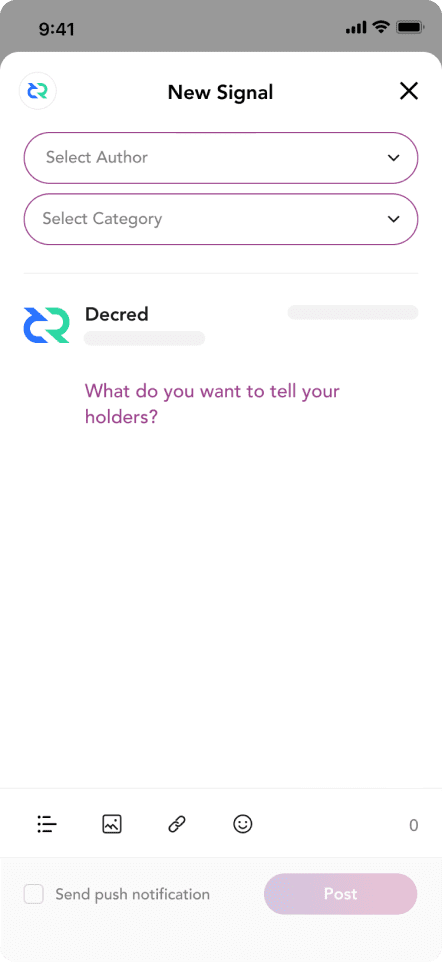 9:41
New Signal
Select Author
Select Category
Decred
What do you want to tell your
holders?
0
Send push notification
Post